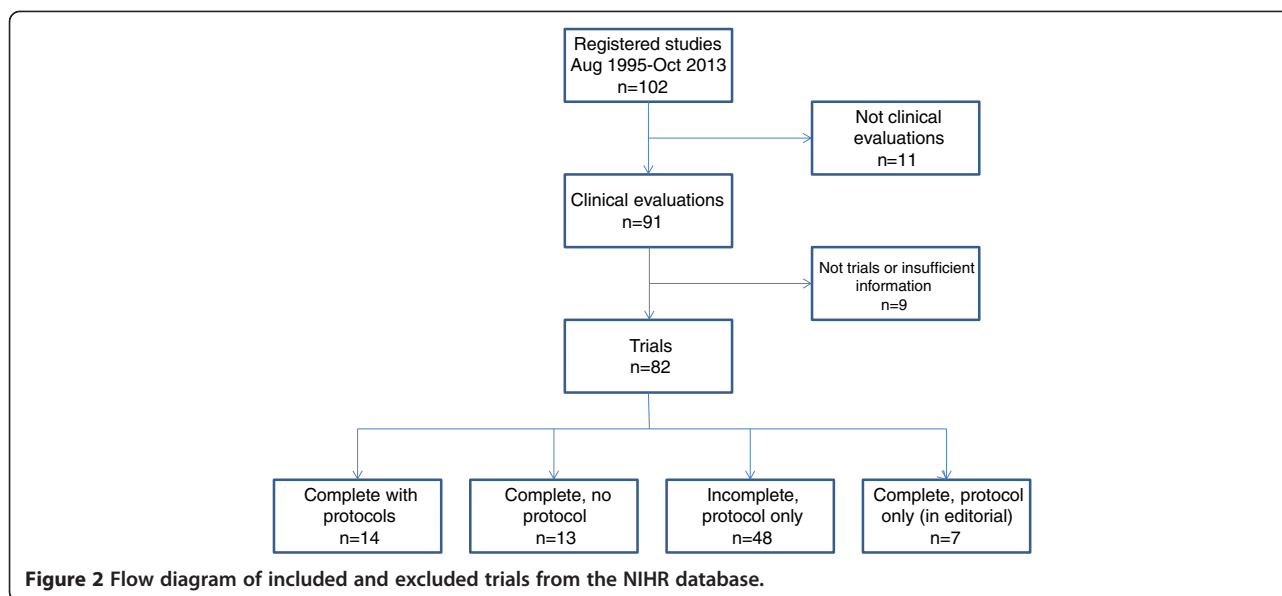 Registered studies
Aug 1995-Oct 2013
n=102
Not clinical
evaluations
n=11
Clinical evaluations
n=91
Not trials or insufficient
information
n=9
Trials
n=82
Complete with
protocols
n=14
Complete, no
protocol
n=13
Incomplete,
protocol only
n=48
Complete, protocol
only (in editorial)
n=7
Figure 2 Flow diagram of included and excluded trials from the NIHR database.